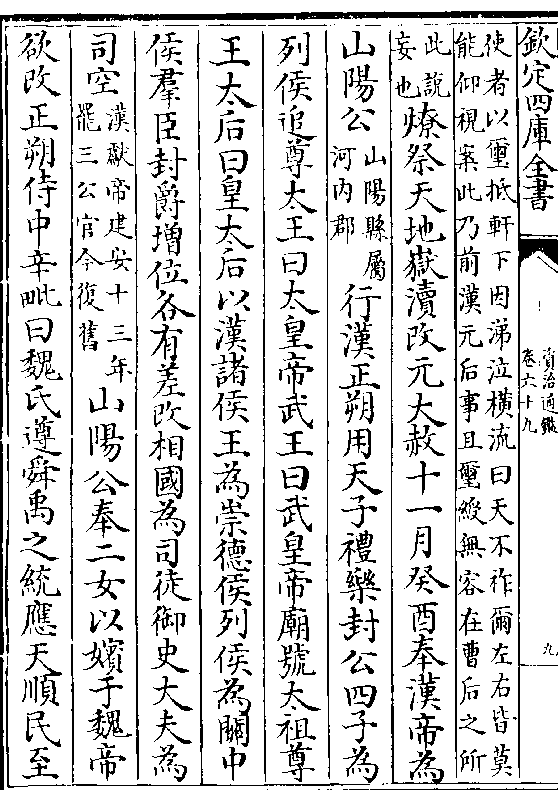 欽定四庫全書
資治通鑑
卷六十九
九
使者以璽抵軒下因涕泣橫流曰天不祚爾左右皆莫
能仰視案此乃前漢元后事且璽綬無容在曹后之所
此說
妄也
燎祭天地嶽瀆改元大赦十一月癸酉奉漢帝為
山陽公
山陽縣屬
河內郡
行漢正朔用天子禮樂封公四子為
列侯追尊太王曰太皇帝武王曰武皇帝廟號太祖尊
王太后曰皇太后以漢諸侯王為崇德侯列侯為關中
侯羣臣封爵增位各有差改相國為司徒御史大夫為
司空
漢獻帝建安十三年
罷三公官今復舊
山陽公奉二女以嬪于魏帝
欲改正朔侍中辛毗曰魏氏遵舜禹之統應天順民至